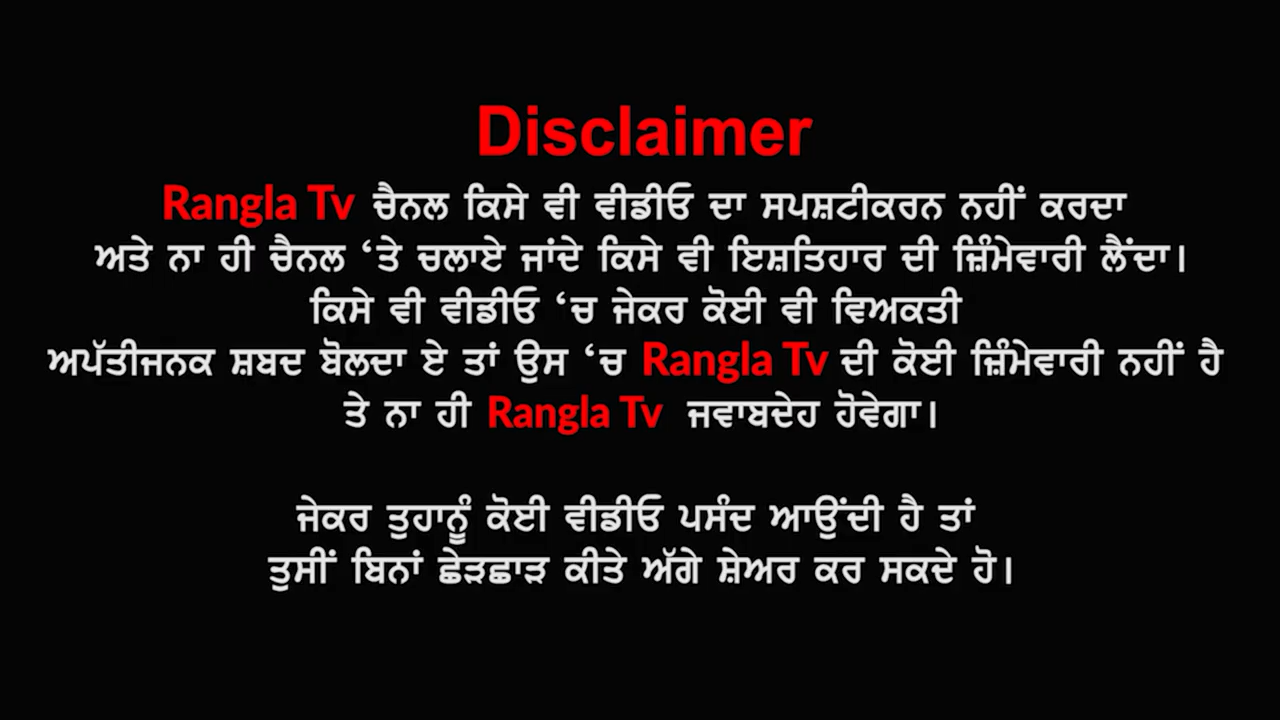 Disclaimer
Rangla Tv ਚੈਨਲ ਕਿਸੇ ਵੀ ਵੀਡੀਓ ਦਾ ਸਪਸ਼ਟੀਕਰਨ ਨਹੀਂ ਕਰਦਾ
ਅਤੇ ਨਾ ਹੀ ਚੈਨਲ ‘ਤੇ ਚਲਾਏ ਜਾਂਦੇ ਕਿਸੇ ਵੀ ਇਸ਼ਤਿਹਾਰ ਦੀ ਜ਼ਿੰਮੇਵਾਰੀ ਲੈਂਦਾ।
ਕਿਸੇ ਵੀ ਵੀਡੀਓ ‘ਚ ਜੇਕਰ ਕੋਈ ਵੀ ਵਿਅਕਤੀ
ਅਪੱਤੀਜਨਕ ਸ਼ਬਦ ਬੋਲਦਾ ਏ ਤਾਂ ਉਸ ‘ਚ Rangla Tv ਦੀ ਕੋਈ ਜ਼ਿੰਮੇਵਾਰੀ ਨਹੀਂ ਹੈ
ਤੇ ਨਾ ਹੀ Rangla Tv ਜਵਾਬਦੇਹ ਹੋਵੇਗਾ।
ਜੇਕਰ ਤੁਹਾਨੂੰ ਕੋਈ ਵੀਡੀਓ ਪਸੰਦ ਆਉਂਦੀ ਹੈ ਤਾਂ
ਤੁਸੀਂ ਬਿਨਾਂ ਛੇੜਛਾੜ ਕੀਤੇ ਅੱਗੇ ਸ਼ੇਅਰ ਕਰ ਸਕਦੇ ਹੋ।